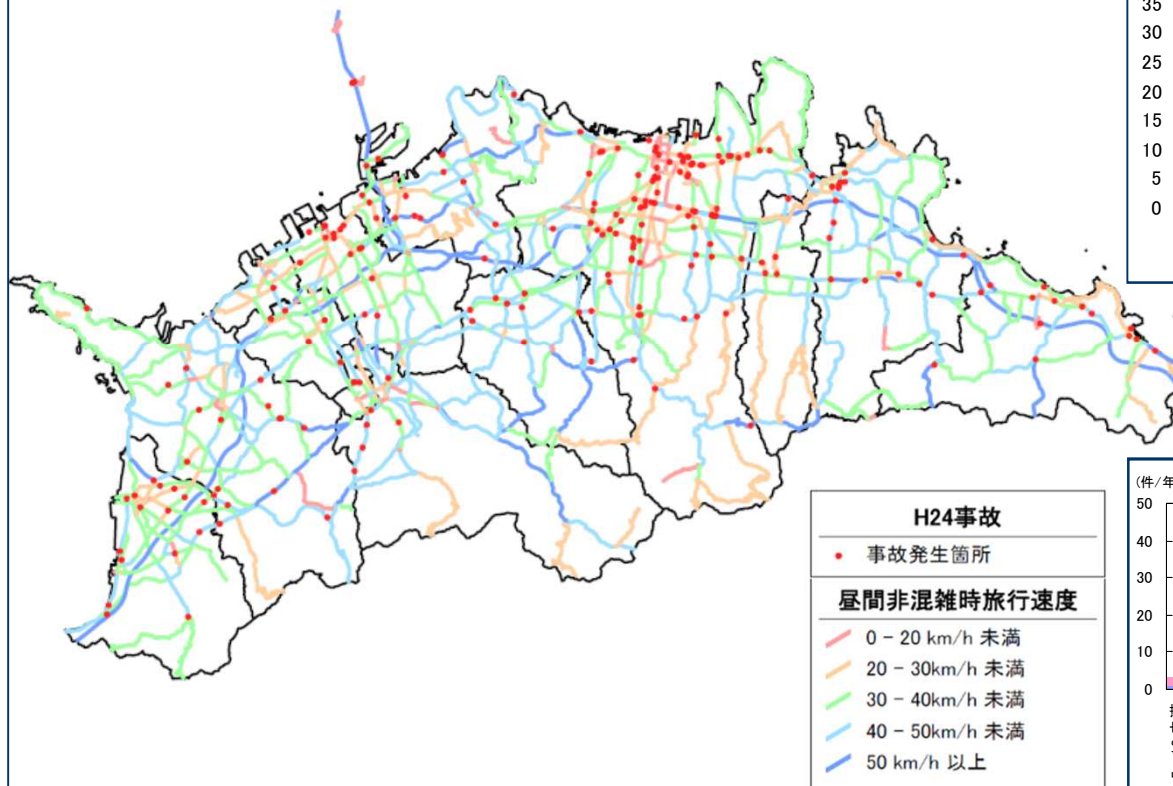 35
30
25
20
15
10
5
0
H24事故
事故発生箇所
昼間非混雑時旅行速度
0 - 20 km/h 未満
20 - 30km/h 未満
30 - 40km/h 未満
40 - 50km/h 未満
50 km/h 以上
(件/年
50
40
30
20
10
0